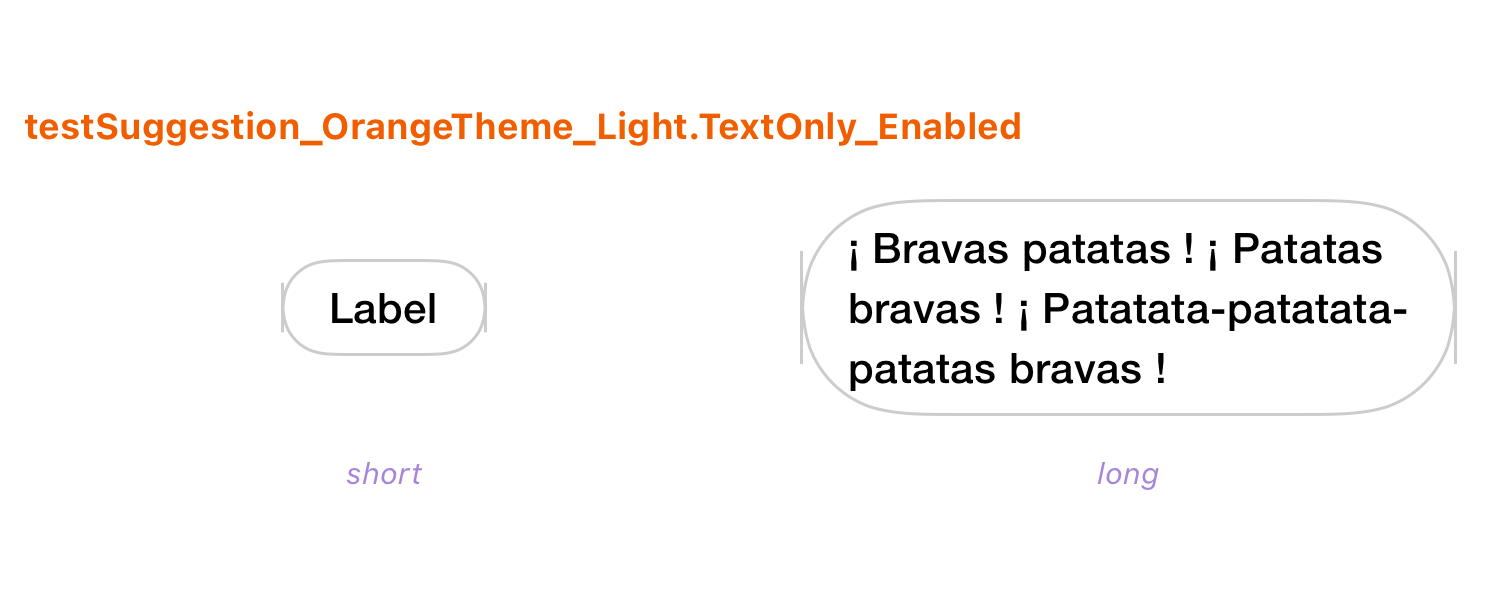 testSuggestion_OrangeTheme_Light.TextOnly_Enabled
Label
¡ Bravas patatas ! ¡ Patatas
bravas ! ¡ Patatata-patatata-
patatas bravas !
short
long